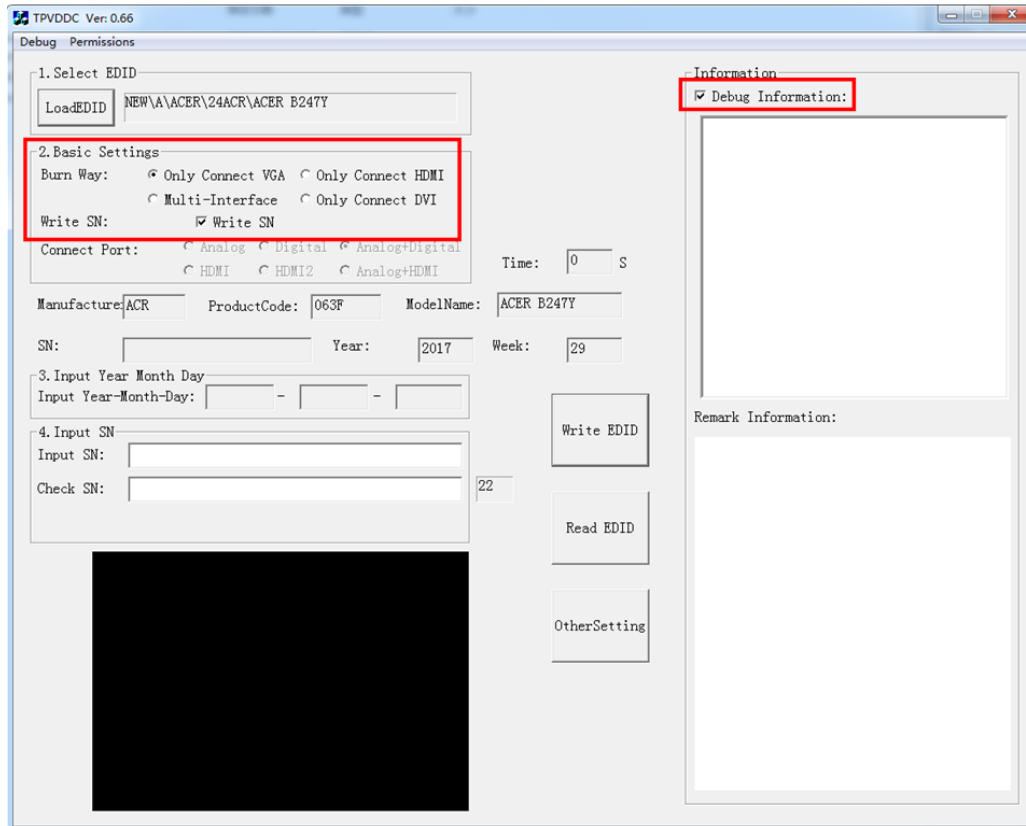 TPVDDC Ver: 0.66
Debug Permissions
1.Select EDID
LoadEDID NEW\A\ACER\24ACR\ACER B247Y
2.Basic Settings
Burn Way: Only Connect VGA Only Connect HDMI
Multi-Interface Only Connect DVI
Write SN: Write SN
Connect Port: Analog Digital Analog+Digital
HDMI HDMI2 Analog+HDMI
Time: 0 S
Manufacture: ACR ProductCode: 063F ModelName: ACER B247Y
SN: Year: 2017 Week: 29
3.Input Year Month Day
Input Year-Month-Day: - -
4.Input SN
Input SN:
Check SN: 22
Write EDID
Read EDID
OtherSetting
Information
Debug Information:
Remark Information: